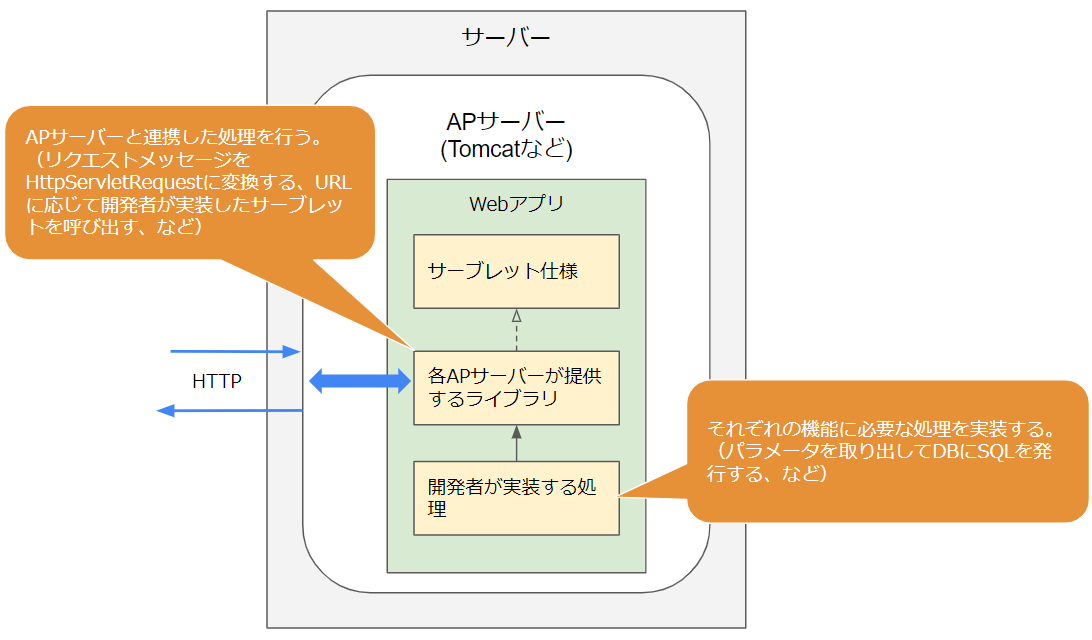 サーバー
APサーバー
(Tomcatなど)
APサーバーと連携した処理を行う。
（リクエストメッセージを
HttpServletRequestに変換する、URL
に応じて開発者が実装したサーブレッ
トを呼び出す、など）
Webアプリ
サーブレット仕様
HTTP
各APサーバーが提供
するライブラリ
それぞれの機能に必要な処理を実装する。
（パラメータを取り出してDBにSQLを発
行する、など）
開発者が実装する処
理